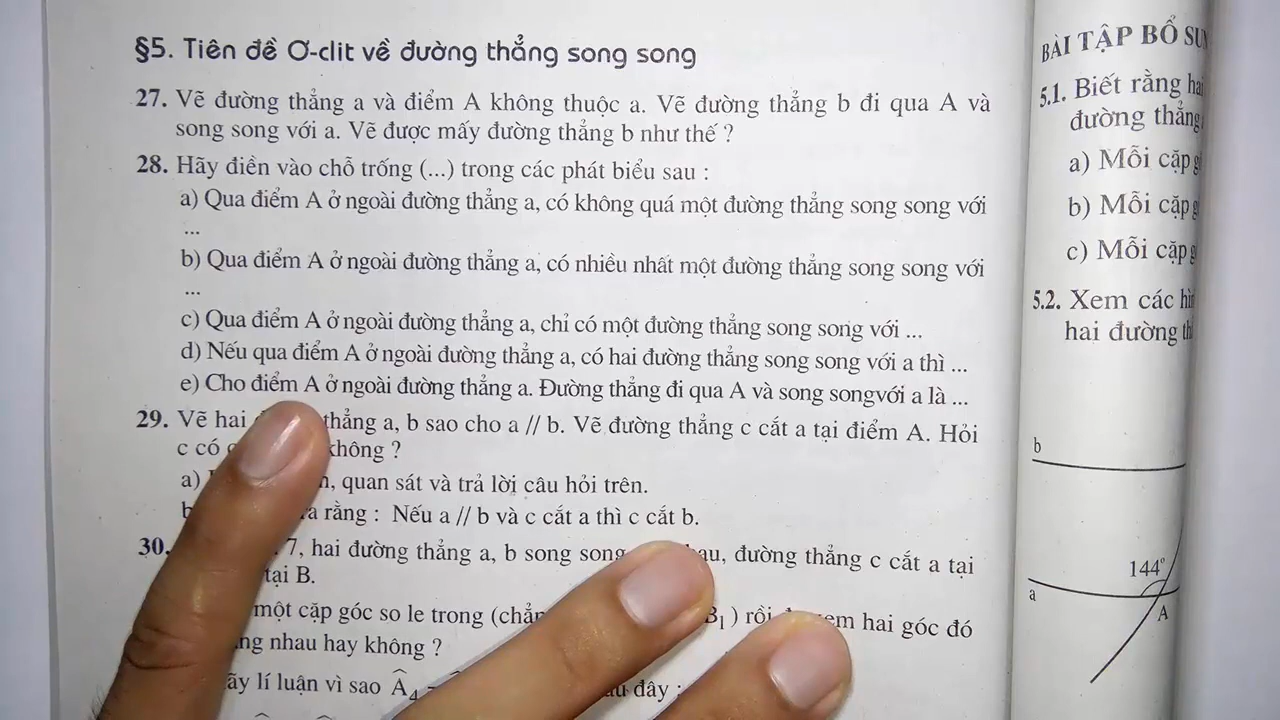 §5. Tiên đề Ơ-clit về đường thẳng song song
27. Vẽ đường thẳng a và điểm A không thuộc a. Vẽ đường thẳng b đi qua A và
song song với a. Vẽ được mấy đường thẳng b như thế ?
28. Hãy điền vào chỗ trống (...) trong các phát biểu sau :
a) Qua điểm A ở ngoài đường thẳng a, có không quá một đường thẳng song song với
...
b) Qua điểm A ở ngoài đường thẳng a, có nhiều nhất một đường thẳng song song với
...
c) Qua điểm A ở ngoài đường thẳng a, chỉ có một đường thẳng song song với ...
d) Nếu qua điểm A ở ngoài đường thẳng a, có hai đường thẳng song song với a thì ...
e) Cho điểm A ở ngoài đường thẳng a. Đường thẳng đi qua A và song songvới a là ...
29. Vẽ hai thẳng a, b sao cho a // b. Vẽ đường thẳng c cắt a tại điểm A. Hỏi
c có không ?
a) , quan sát và trả lời câu hỏi trên.
b rằng : Nếu a // b và c cắt a thì c cắt b.
30. 7, hai đường thẳng a, b song song đường thẳng c cắt a tại
tại B.
một cặp góc so le trong B₁ ) rồi xem hai góc đó
nhau hay không ?
lí luận vì sao Â₄ đây :
BÀI TẬP BỔ
5.1. Biết rằng
đường thẳng
a) Mỗi cặp
b) Mỗi cặp
c) Mỗi cặp
5.2. Xem các
hai đường
b
144°
a
A